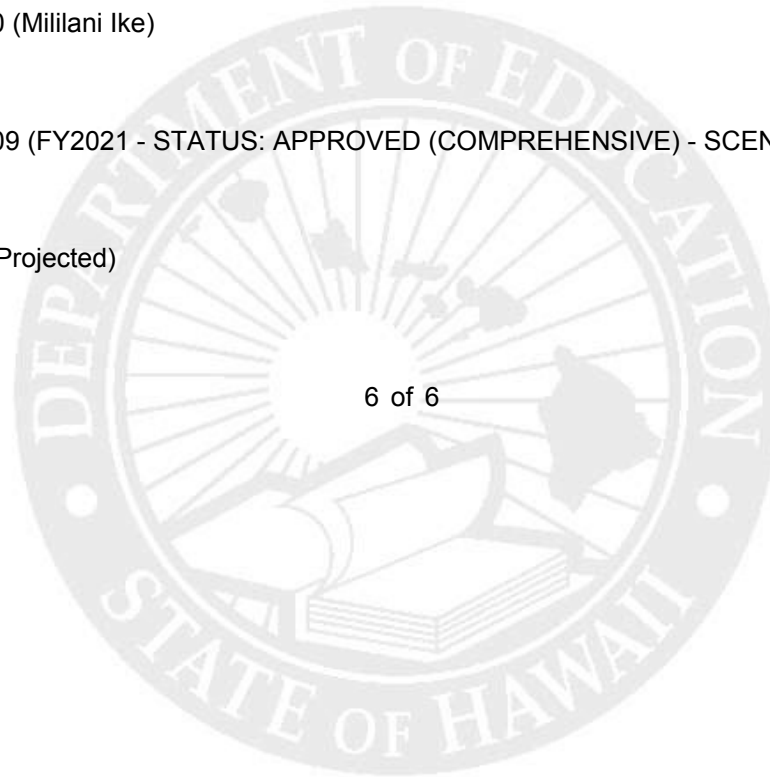 0 (Mililani Ike)
09 (FY2021 - STATUS: APPROVED (COMPREHENSIVE) - SCEN
Projected)
6 of 6
DEPARTMENT OF EDUCATION
STATE OF HAWAII